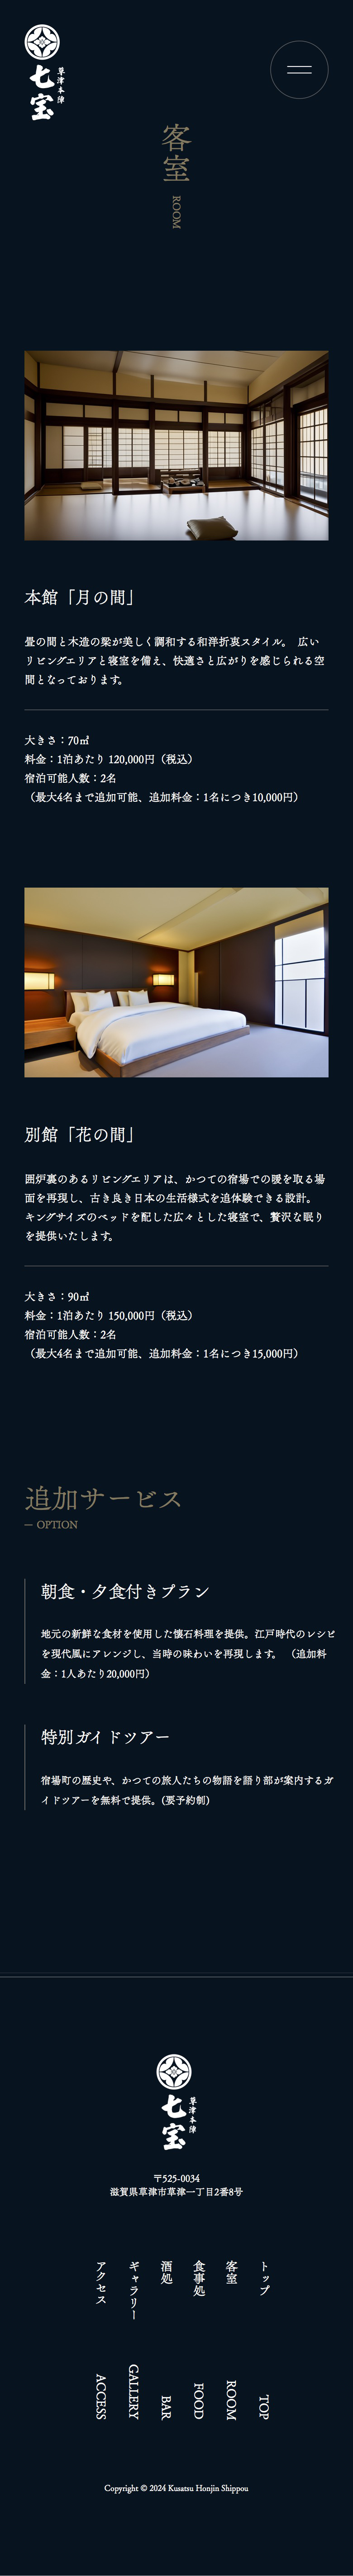 七宝
草津本陣
客室
ROOM
本館「月の間」
畳の間と木造の梁が美しく調和する和洋折衷スタイル。 広い
リビングエリアと寝室を備え、快適さと広がりを感じられる空
間となっております。
大きさ：70㎡
料金：1泊あたり 120,000円（税込）
宿泊可能人数：2名
（最大4名まで追加可能、追加料金：1名につき10,000円）
別館「花の間」
囲炉裏のあるリビングエリアは、かつての宿場での暖を取る場
面を再現し、古き良き日本の生活様式を追体験できる設計。
キングサイズのベッドを配した広々とした寝室で、贅沢な眠り
を提供いたします。
大きさ：90㎡
料金：1泊あたり 150,000円（税込）
宿泊可能人数：2名
（最大4名まで追加可能、追加料金：1名につき15,000円）
追加サービス
— OPTION
朝食・夕食付きプラン
地元の新鮮な食材を使用した懐石料理を提供。江戸時代のレシピ
を現代風にアレンジし、当時の味わいを再現します。 （追加料
金：1人あたり20,000円）
特別ガイドツアー
宿場町の歴史や、かつての旅人たちの物語を語り部が案内するガ
イドツアーを無料で提供。(要予約制)
七宝
草津本陣
〒525-0034
滋賀県草津市草津一丁目2番8号
トップ
TOP
客室
ROOM
食事処
FOOD
酒処
BAR
ギャラリー
GALLERY
アクセス
ACCESS
Copyright © 2024 Kusatsu Honjin Shippou